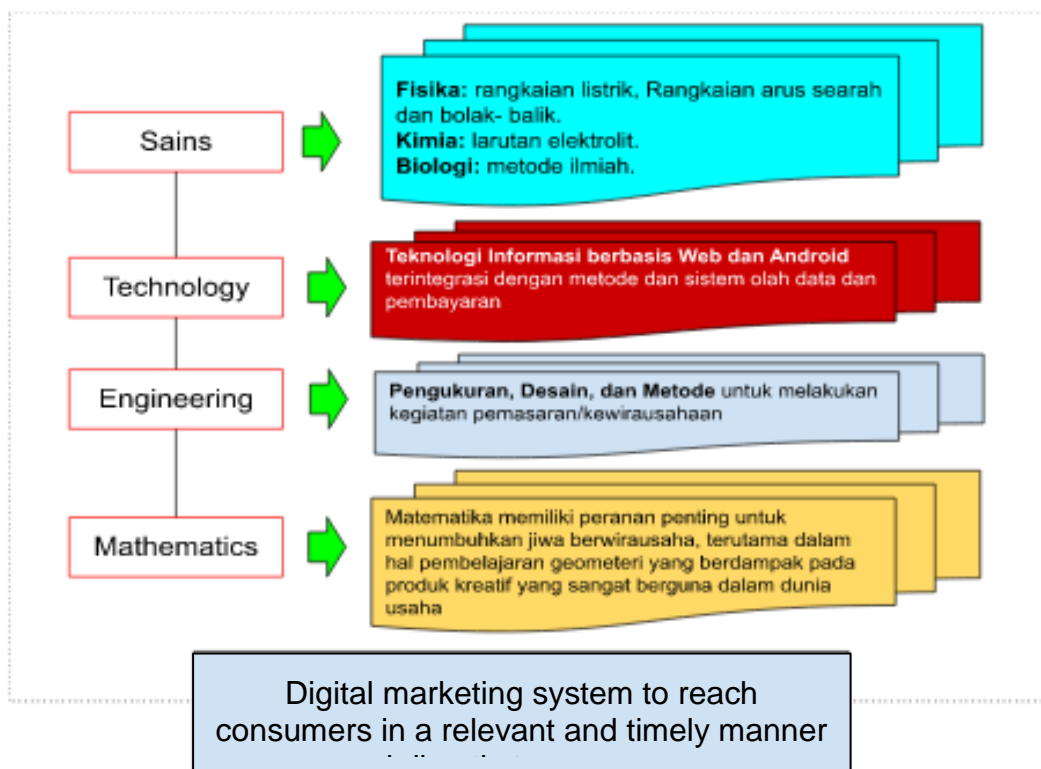 Sains
Fisika: rangkaian listrik, Rangkaian arus searah
dan bolak- balik.
Kimia: larutan elektrolit.
Biologi: metode ilmiah.
Technology
Teknologi Informasi berbasis Web dan Android
terintegrasi dengan metode dan sistem olah data dan
pembayaran
Engineering
Pengukuran, Desain, dan Metode untuk melakukan
kegiatan pemasaran/kewirausahaan
Mathematics
Matematika memiliki peranan penting untuk
menumbuhkan jiwa berwirausaha, terutama dalam
hal pembelajaran geometeri yang berdampak pada
produk kreatif yang sangat berguna dalam dunia
usaha
Digital marketing system to reach
consumers in a relevant and timely manner